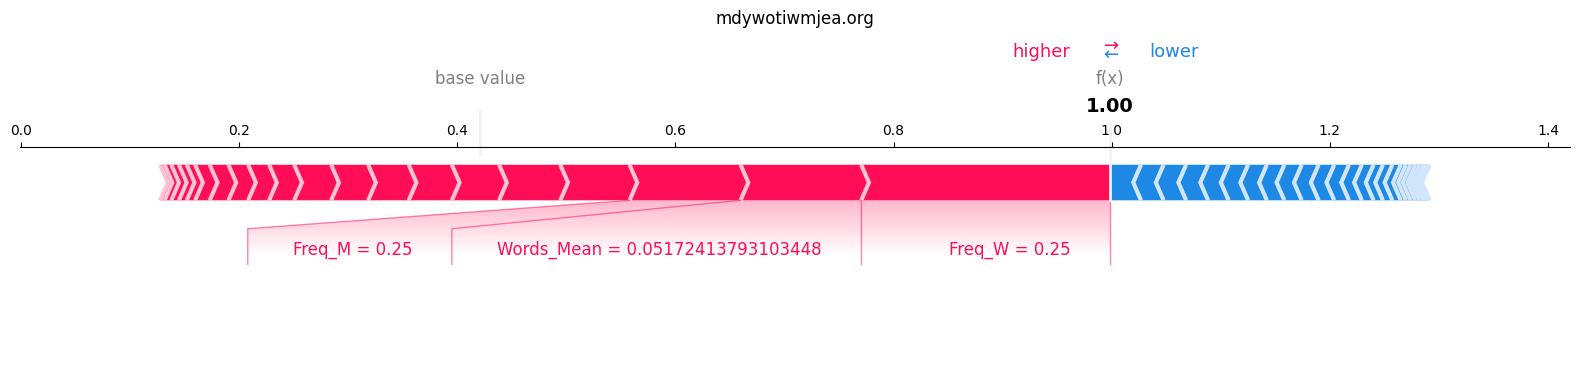 mdywotiwmjea.org
higher ⇄ lower
base value f(x)
1.00
0.0 0.2 0.4 0.6 0.8 1.0 1.2 1.4
Freq_M = 0.25 Words_Mean = 0.05172413793103448 Freq_W = 0.25